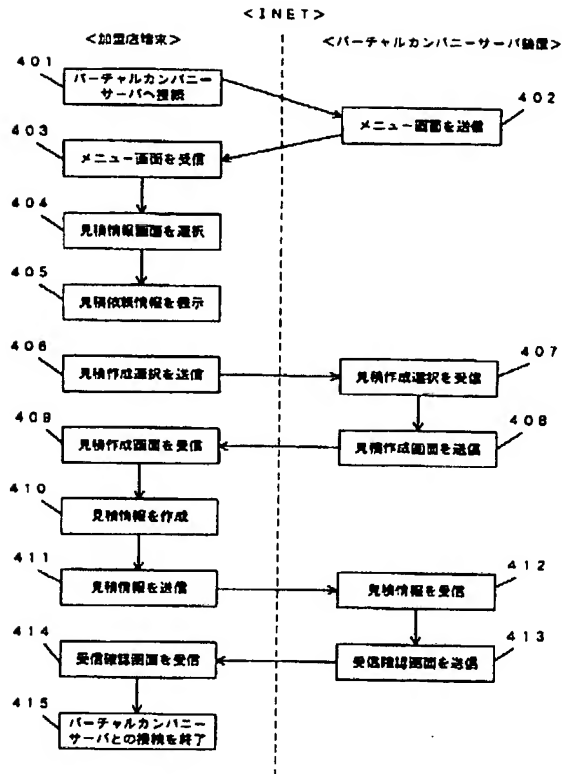 <INET>
<加盟店端末>
<バーチャルカンパニーサーバ装置>
401
バーチャルカンパニー
サーバへ接続
402
メニュー画面を送信
403
メニュー画面を受信
404
見積情報画面を選択
405
見積依頼情報を表示
406
見積作成選択を送信
407
見積作成選択を受信
408
見積作成画面を送信
409
見積作成画面を受信
410
見積情報を作成
411
見積情報を送信
412
見積情報を受信
413
受信確認画面を送信
414
受信確認画面を受信
415
バーチャルカンパニー
サーバとの接続を終了